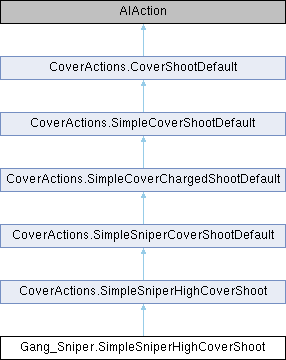 AIAction
CoverActions.CoverShootDefault
CoverActions.SimpleCoverShootDefault
CoverActions.SimpleCoverChargedShootDefault
CoverActions.SimpleSniperCoverShootDefault
CoverActions.SimpleSniperHighCoverShoot
Gang_Sniper.SimpleSniperHighCoverShoot